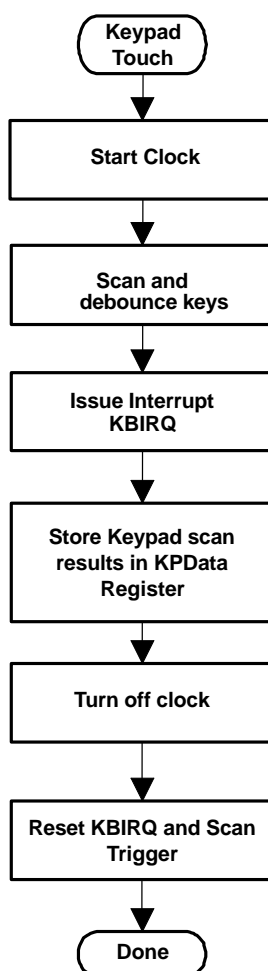 Keypad
Touch
Start Clock
Scan and
debounce keys
Issue Interrupt
KBIRQ
Store Keypad scan
results in KPData
Register
Turn off clock
Reset KBIRQ and Scan
Trigger
Done